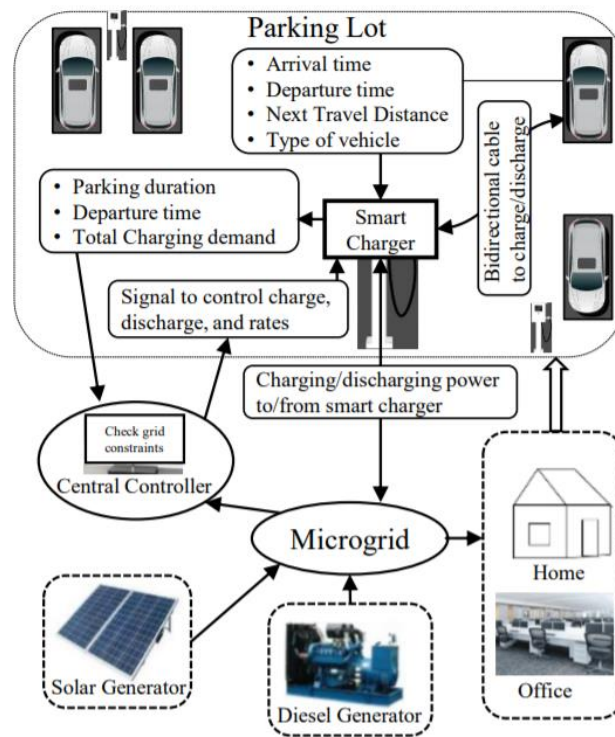 Parking Lot
• Arrival time
• Departure time
• Next Travel Distance
• Type of vehicle
Bidirectional cable
to charge/discharge
• Parking duration
• Departure time
• Total Charging demand
Smart
Charger
Signal to control charge,
discharge, and rates
Charging/discharging power
to/from smart charger
Check grid
constraints
Central Controller
Microgrid
Home
Office
Solar Generator
Diesel Generator